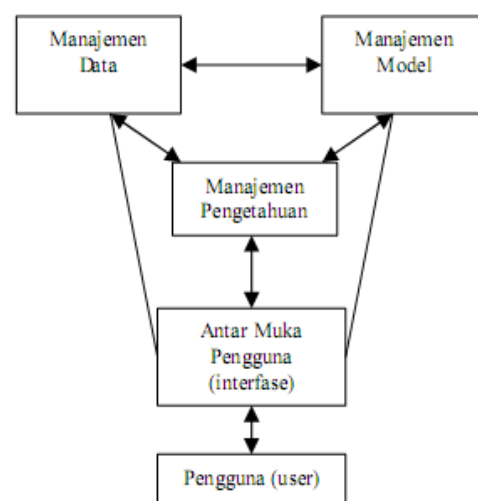 Manajemen
Data
Manajemen
Model
Manajemen
Pengetahuan
Antar Muka
Pengguna
(interfase)
Pengguna (user)